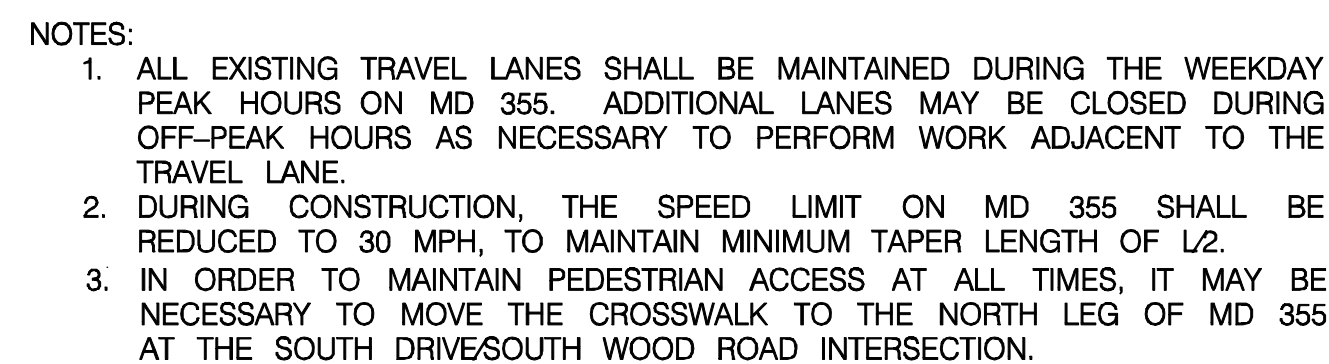 NOTES:
1. ALL EXISTING TRAVEL LANES SHALL BE MAINTAINED DURING THE WEEKDAY
PEAK HOURS ON MD 355. ADDITIONAL LANES MAY BE CLOSED DURING
OFF-PEAK HOURS AS NECESSARY TO PERFORM WORK ADJACENT TO THE
TRAVEL LANE.
2. DURING CONSTRUCTION, THE SPEED LIMIT ON MD 355 SHALL BE
REDUCED TO 30 MPH, TO MAINTAIN MINIMUM TAPER LENGTH OF L/2.
3. IN ORDER TO MAINTAIN PEDESTRIAN ACCESS AT ALL TIMES, IT MAY BE
NECESSARY TO MOVE THE CROSSWALK TO THE NORTH LEG OF MD 355
AT THE SOUTH DRIVE/SOUTH WOOD ROAD INTERSECTION.